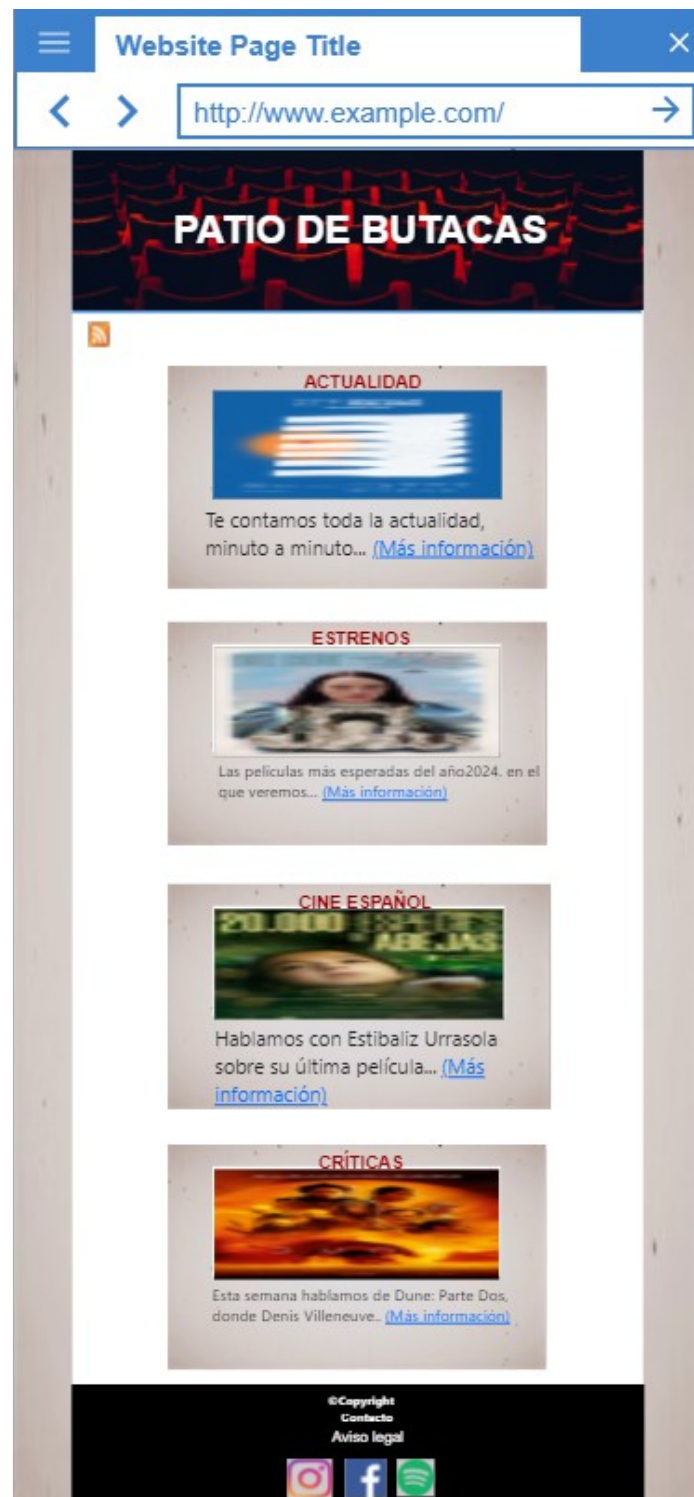 Website Page Title
http://www.example.com/
PATIO DE BUTACAS
ACTUALIDAD
Te contamos toda la actualidad,
minuto a minuto... (Más información)
ESTRENOS
Las películas más esperadas del año2024. en el
que veremos... (Más información)
CINE ESPAÑOL
20.000 ESPECIES
ABEJAS
Hablamos con Estibaliz Urrasola
sobre su última película... (Más
información)
CRÍTICAS
Esta semana hablamos de Dune: Parte Dos,
donde Denis Villeneuve.. (Más información)
©Copyright
Contacto
Aviso legal